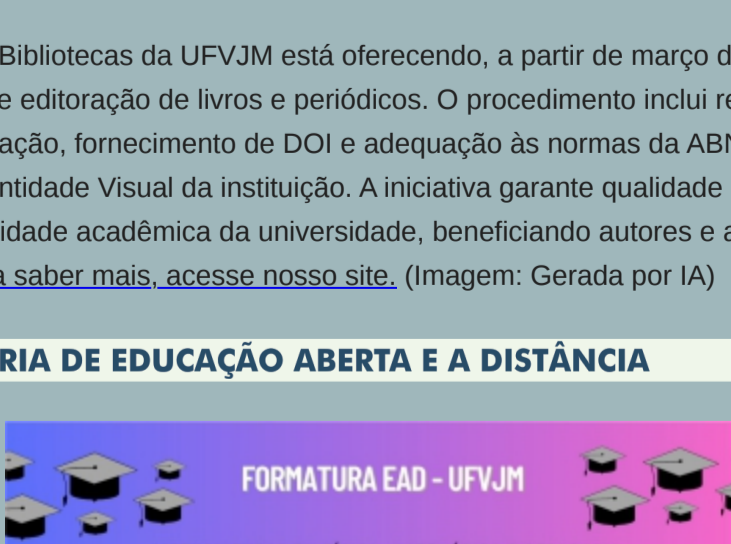 Bibliotecas da UFVJM está oferecendo, a partir de março d
e editoração de livros e periódicos. O procedimento inclui re
ação, fornecimento de DOI e adequação às normas da ABN
ntidade Visual da instituição. A iniciativa garante qualidade
idade acadêmica da universidade, beneficiando autores e a
a saber mais, acesse nosso site. (Imagem: Gerada por IA)
RIA DE EDUCAÇÃO ABERTA E A DISTÂNCIA
FORMATURA EAD - UFVJM